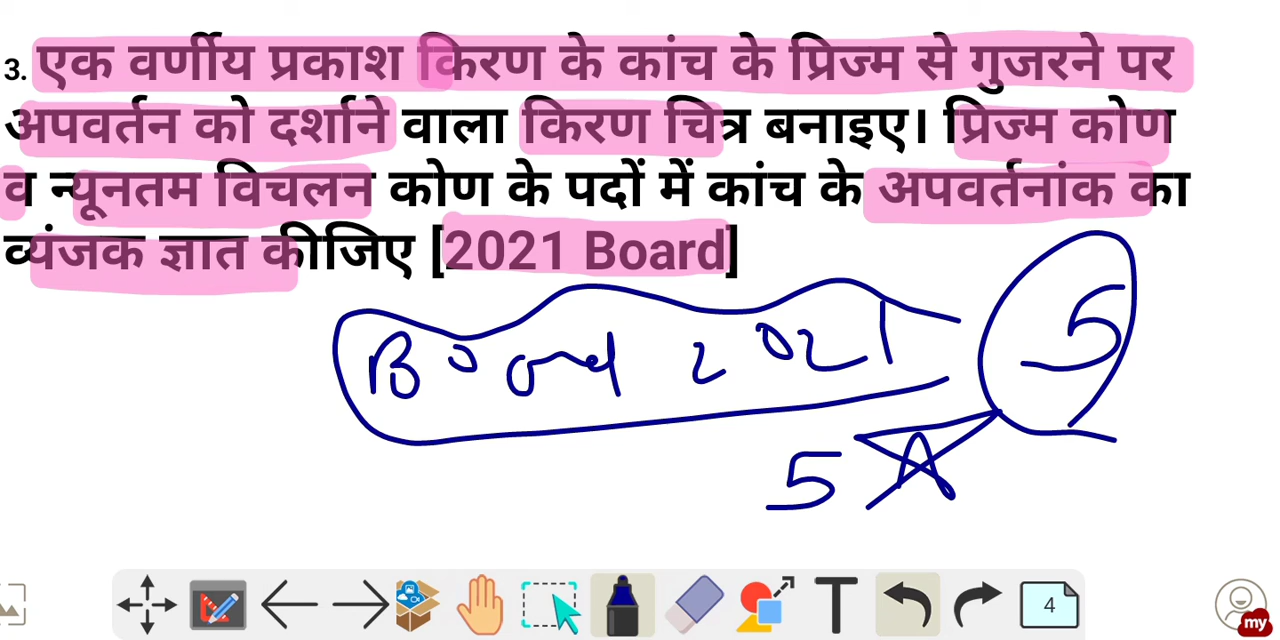 3. एक वर्णीय प्रकाश किरण के कांच के प्रिज्म से गुजरने पर
अपवर्तन को दर्शाने वाला किरण चित्र बनाइए। प्रिज्म कोण
व न्यूनतम विचलन कोण के पदों में कांच के अपवर्तनांक का
व्यंजक ज्ञात कीजिए [2021 Board]
Board 2021
5
5
T
4
my